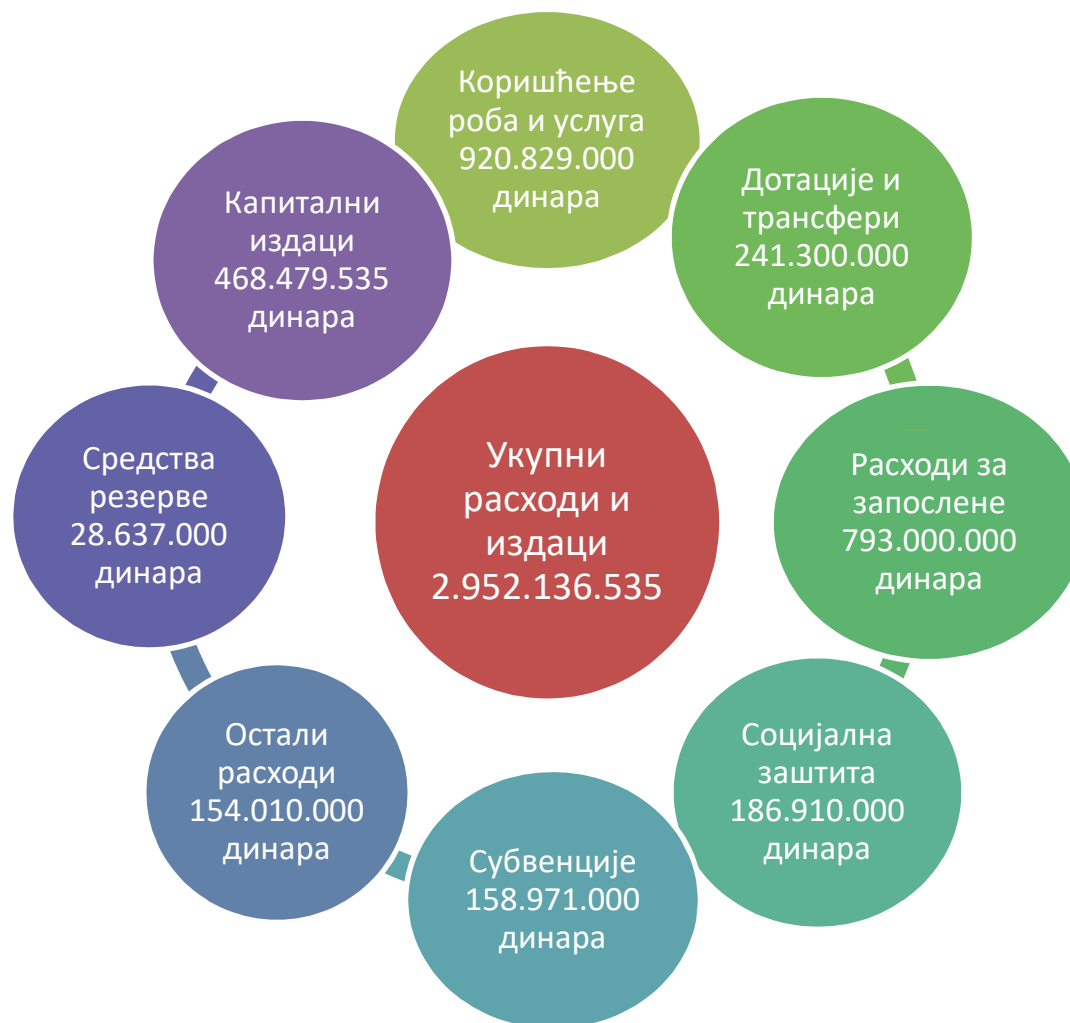 Коришћење
роба и услуга
920.829.000
динара
Дотације и
трансфери
241.300.000
динара
Расходи за
запослене
793.000.000
динара
Социјална
заштита
186.910.000
динара
Субвенције
158.971.000
динара
Остали
расходи
154.010.000
динара
Средства
резерве
28.637.000
динара
Капитални
издаци
468.479.535
динара
Укупни
расходи и
издаци
2.952.136.535